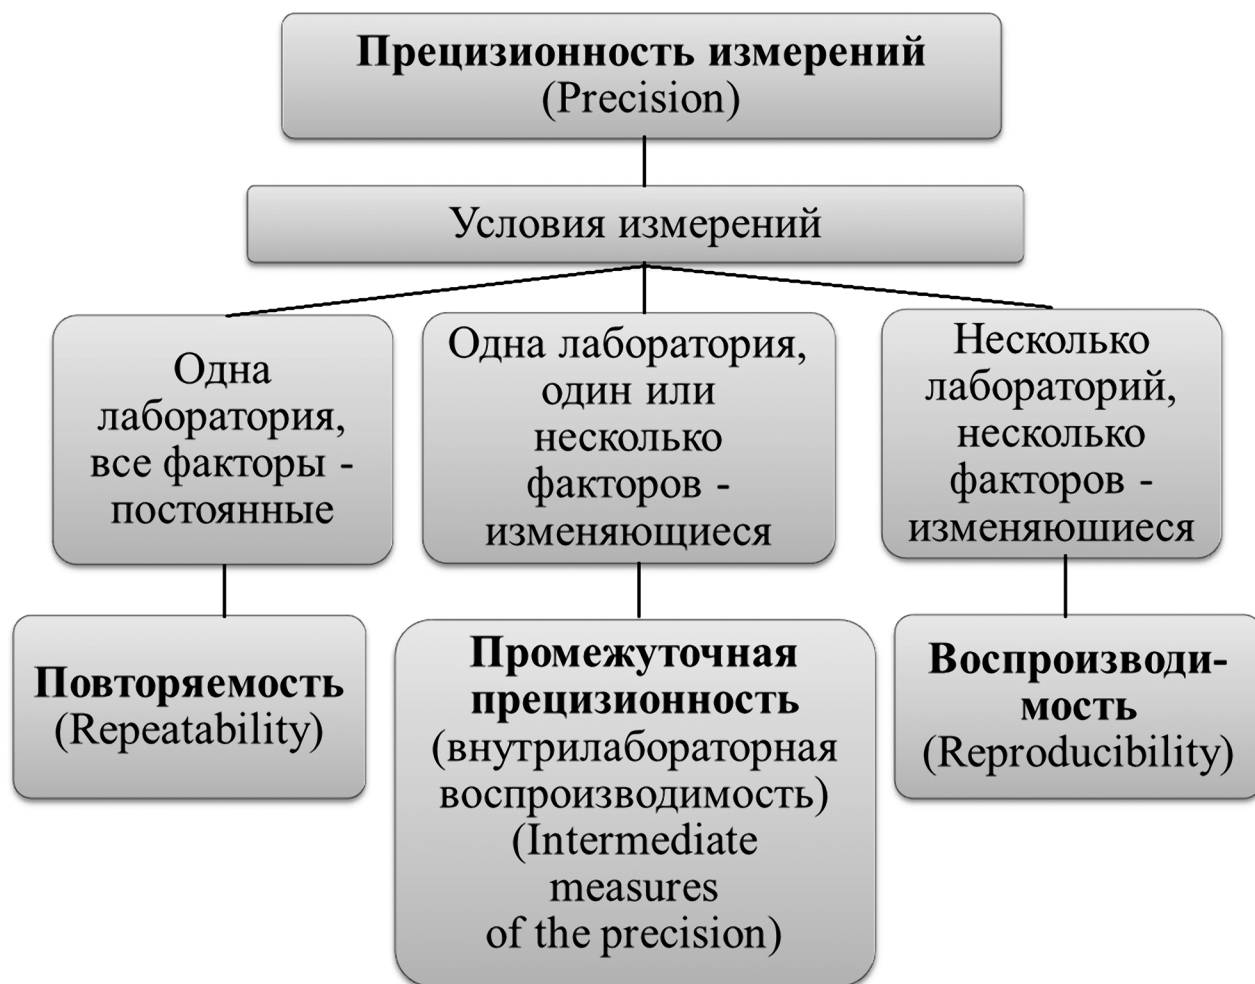 Прецизионность измерений
(Precision)
Условия измерений
Одна
лаборатория,
все факторы -
постоянные
Одна лаборатория,
один или
несколько
факторов -
изменяющиеся
Несколько
лабораторий,
несколько
факторов -
изменяюшиеся
Повторяемость
(Repeatability)
Промежуточная
прецизионность
(внутрилабораторная
воспроизводимость)
(Intermediate
measures
of the precision)
Воспроизводи-
мость
(Reproducibility)